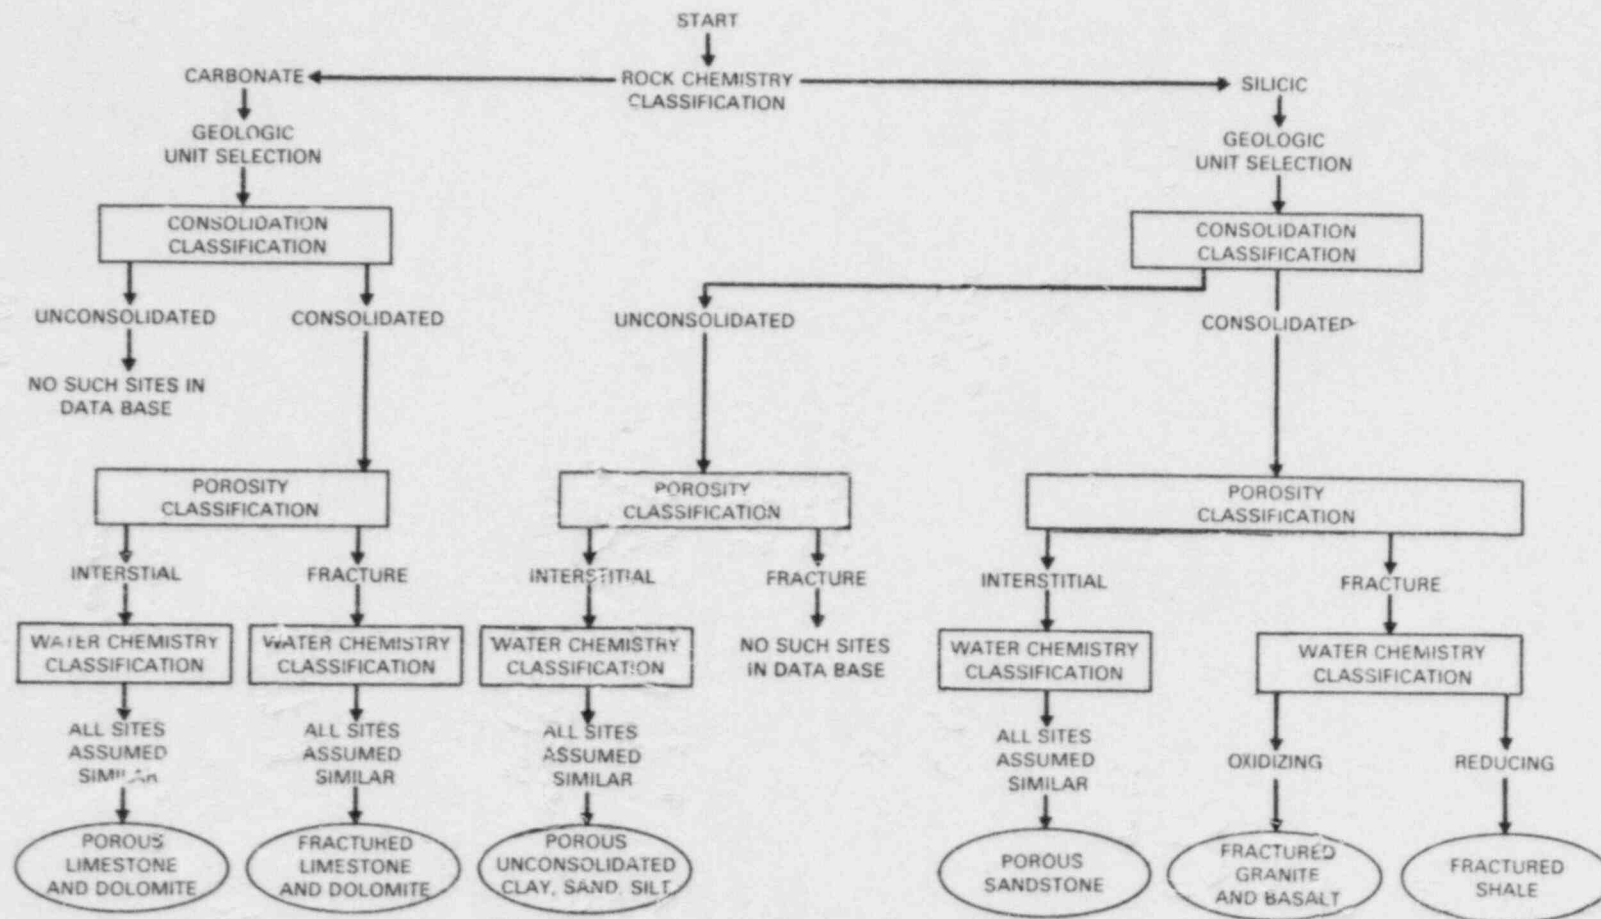 START
CARBONATE
ROCK CHEMISTRY
CLASSIFICATION
SILICIC
GEOLOGIC
UNIT SELECTION
GEOLOGIC
UNIT SELECTION
CONSOLIDATION
CLASSIFICATION
CONSOLIDATION
CLASSIFICATION
UNCONSOLIDATED
CONSOLIDATED
UNCONSOLIDATED
CONSOLIDATED
NO SUCH SITES IN
DATA BASE
POROSITY
CLASSIFICATION
POROSITY
CLASSIFICATION
POROSITY
CLASSIFICATION
INTERSTIAL
FRACTURE
INTERSTITIAL
FRACTURE
INTERSTITIAL
FRACTURE
WATER CHEMISTRY
CLASSIFICATION
WATER CHEMISTRY
CLASSIFICATION
WATER CHEMISTRY
CLASSIFICATION
NO SUCH SITES
IN DATA BASE
WATER CHEMISTRY
CLASSIFICATION
WATER CHEMISTRY
CLASSIFICATION
ALL SITES
ASSUMED
SIMILAR
ALL SITES
ASSUMED
SIMILAR
ALL SITES
ASSUMED
SIMILAR
ALL SITES
ASSUMED
SIMILAR
OXIDIZING
REDUCING
POROUS
LIMESTONE
AND DOLOMITE
FRACTURED
LIMESTONE
AND DOLOMITE
POROUS
UNCONSOLIDATED
CLAY, SAND, SILT
POROUS
SANDSTONE
FRACTURED
GRANITE
AND BASALT
FRACTURED
SHALE